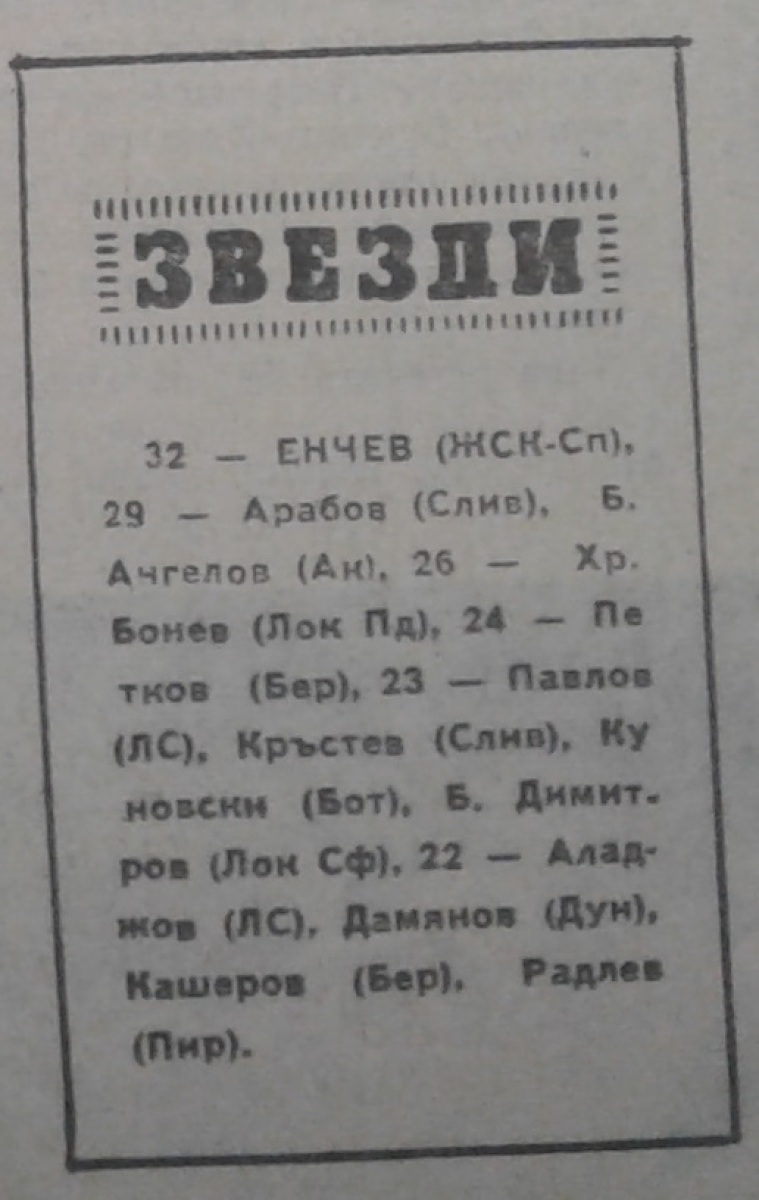 ЗВЕЗДИ
32 — ЕНЧЕВ (ЖСК-Сп),
29 — Арабов (Слив), Б.
Ачгелов (Ак), 26 — Хр.
Бонев (Лок Пд), 24 — Пе
тков (Бер), 23 — Павлов
(ЛС), Кръстев (Слив), Ку
новски (Бот), Б. Димит-
ров (Лок Сф), 22 — Алад-
жов (ЛС), Дамянов (Дун),
Кашеров (Бер), Радлев
(Пир).